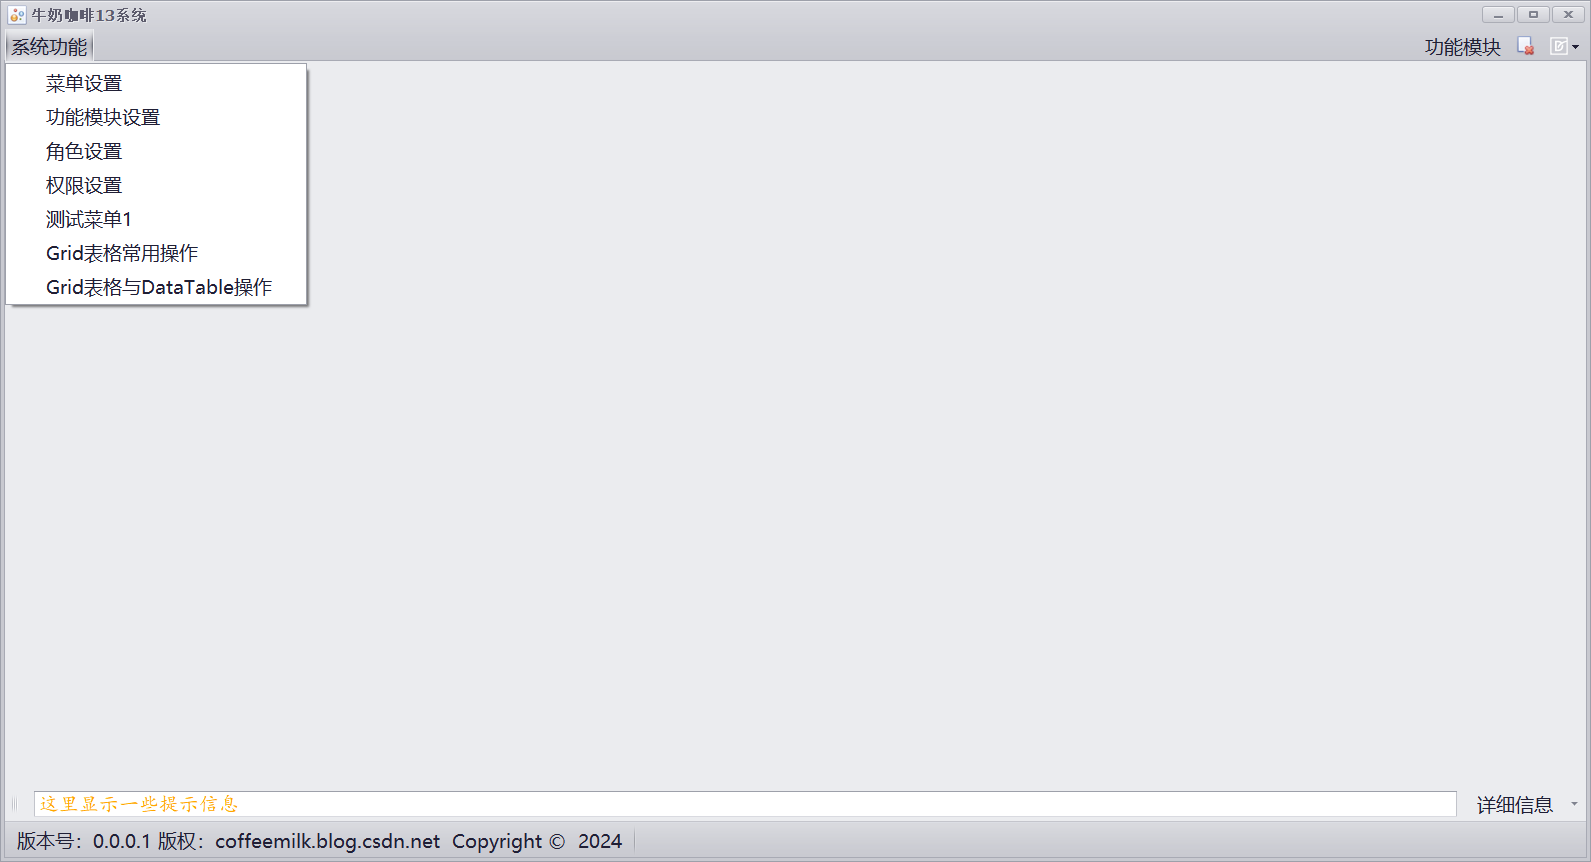 牛奶咖啡13系统
系统功能 功能模块
菜单设置
功能模块设置
角色设置
权限设置
测试菜单1
Grid表格常用操作
Grid表格与DataTable操作
这里显示一些提示信息 详细信息
版本号：0.0.0.1 版权：coffeemilk.blog.csdn.net Copyright © 2024